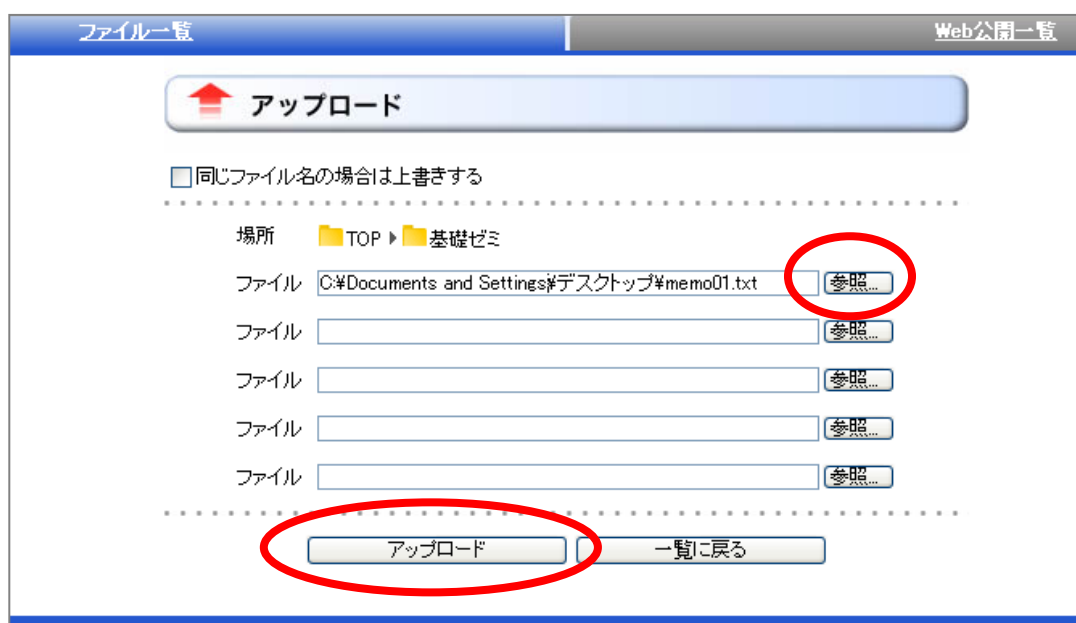 ファイル一覧 Web公開一覧
アップロード
同じファイル名の場合は上書きする
場所 TOP 基礎ゼミ
ファイル C:¥Documents and Settings¥デスクトップ¥memo01.txt 参照...
ファイル 参照...
ファイル 参照...
ファイル 参照...
ファイル 参照...
アップロード 一覧に戻る